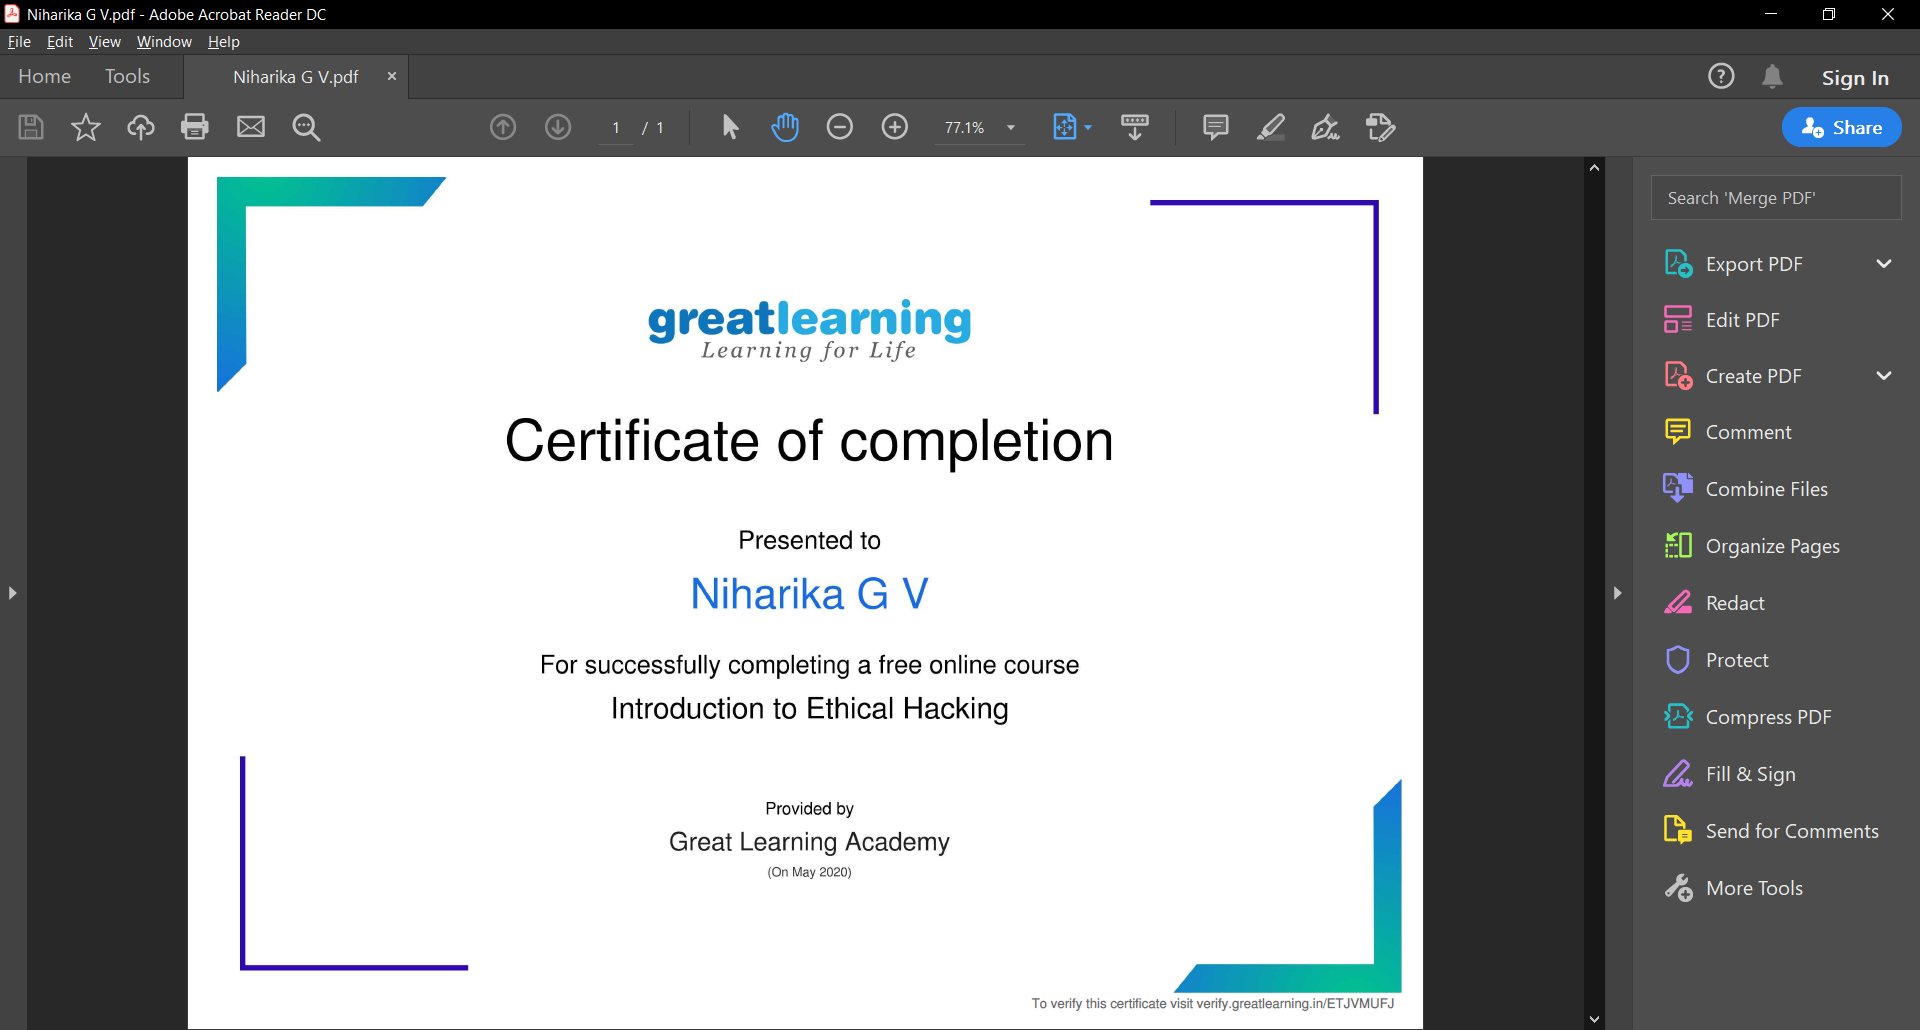 Niharika G V.pdf - Adobe Acrobat Reader DC
File Edit View Window Help
Home Tools Niharika G V.pdf × Sign In
1 / 1 77.1% Share
Search 'Merge PDF'
Export PDF
Edit PDF
Create PDF
Comment
Combine Files
Organize Pages
Redact
Protect
Compress PDF
Fill & Sign
Send for Comments
More Tools
greatlearning
Learning for Life
Certificate of completion
Presented to
Niharika G V
For successfully completing a free online course
Introduction to Ethical Hacking
Provided by
Great Learning Academy
(On May 2020)
To verify this certificate visit verify.greatlearning.in/ETJVMUFJ